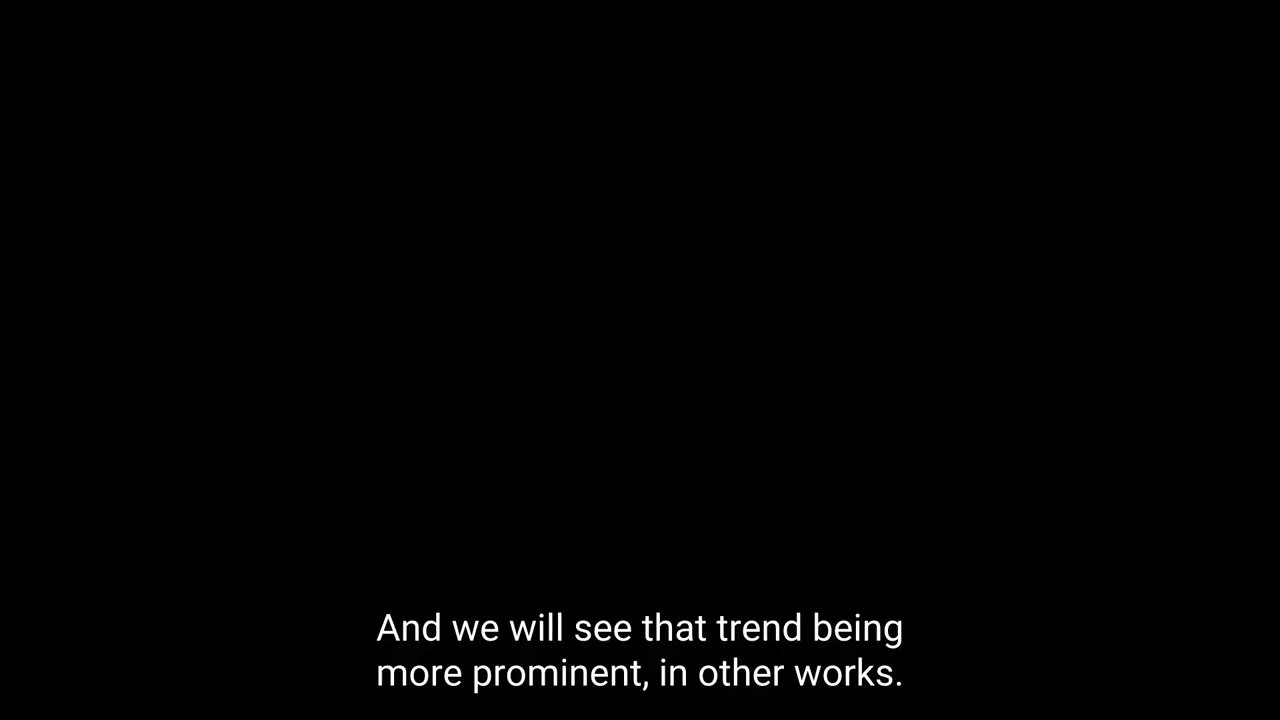 And we will see that trend being
more prominent, in other works.